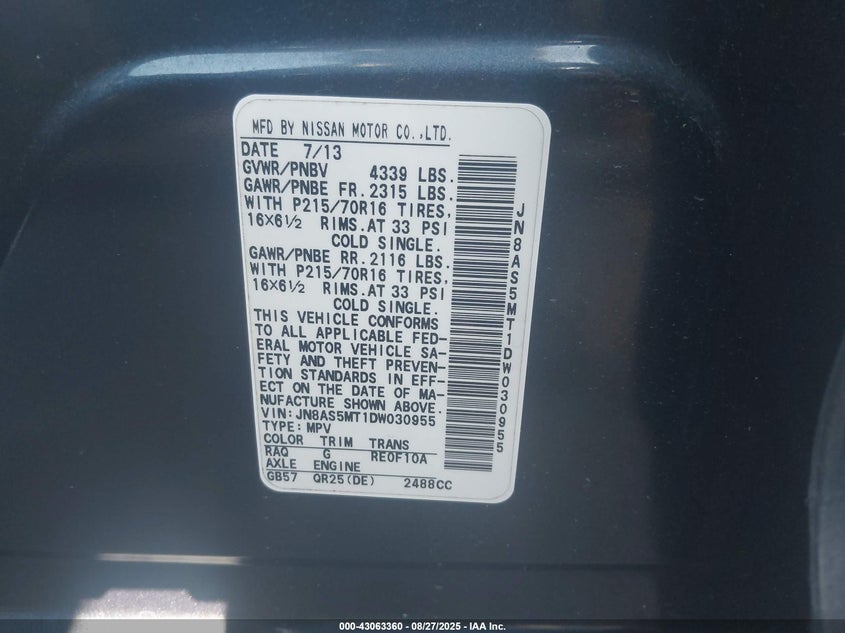 MFD BY NISSAN MOTOR CO.,LTD.
DATE 7/13
GVWR/PNBV 4339 LBS.
GAWR/PNBE FR. 2315 LBS.
WITH P215/70R16 TIRES,
16X6½ RIMS.AT 33 PSI
COLD SINGLE.
GAWR/PNBE RR. 2116 LBS.
WITH P215/70R16 TIRES,
16X6½ RIMS.AT 33 PSI
COLD SINGLE.
THIS VEHICLE CONFORMS
TO ALL APPLICABLE FED-
ERAL MOTOR VEHICLE SA-
FETY AND THEFT PREVEN-
TION STANDARDS IN EFF-
ECT ON THE DATE OF MA-
NUFACTURE SHOWN ABOVE.
VIN: JN8AS5MT1DW030955
TYPE: MPV
COLOR TRIM TRANS
RAQ G RE0F10A
AXLE ENGINE
GB57 QR25(DE) 2488CC
JN8AS5MT1DW030955
000-43063360 - 08/27/2025 - IAA Inc.